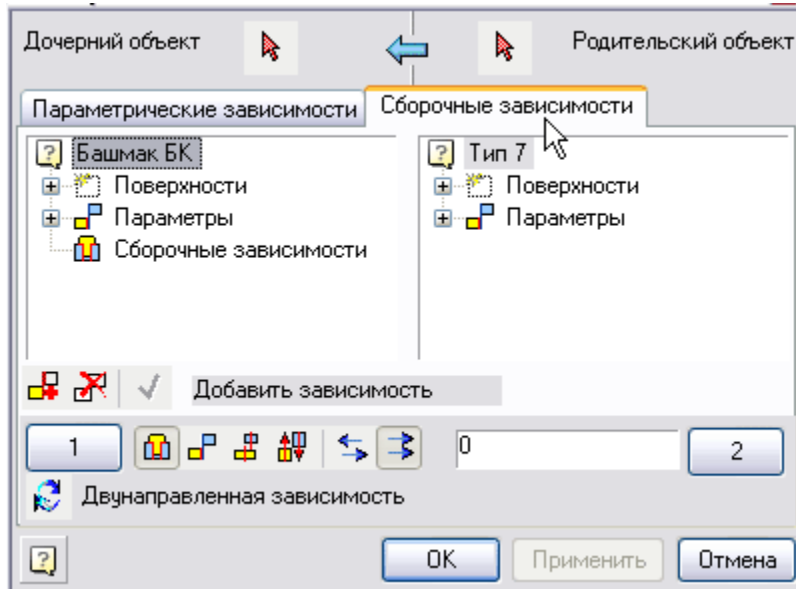 Дочерний объект Родительский объект
Параметрические зависимости Сборочные зависимости
Башмак БК Тип 7
Поверхности Поверхности
Параметры Параметры
Сборочные зависимости
Добавить зависимость
1 0 2
Двунаправленная зависимость
OK Применить Отмена